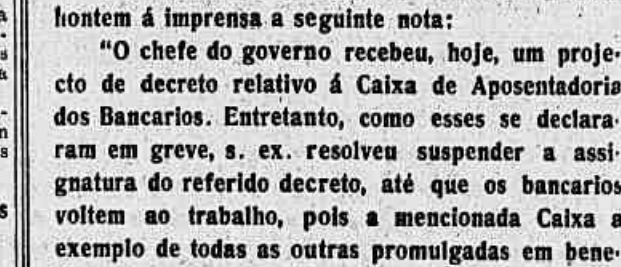 hontem á imprensa a seguinte nota:
"O chefe do governo recebeu, hoje, um proje-
cto de decreto relativo á Caixa de Aposentadoria
dos Bancarios. Entretanto, como esses se declara-
ram em greve, s. ex. resolveu suspender a assi-
gnatura do referido decreto, até que os bancarios
voltem ao trabalho, pois a mencionada Caixa a
exemplo de todas as outras promulgadas em bene-